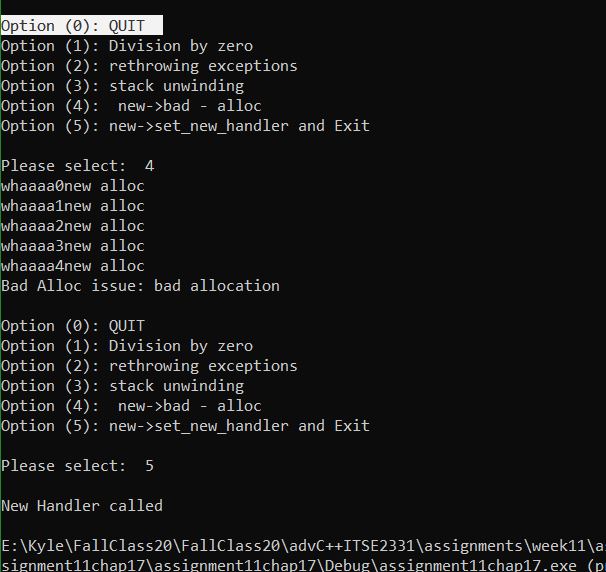 Option (0): QUIT
Option (1): Division by zero
Option (2): rethrowing exceptions
Option (3): stack unwinding
Option (4):  new->bad - alloc
Option (5): new->set_new_handler and Exit
Please select:  4
whaaaa0new alloc
whaaaa1new alloc
whaaaa2new alloc
whaaaa3new alloc
whaaaa4new alloc
Bad Alloc issue: bad allocation
Option (0): QUIT
Option (1): Division by zero
Option (2): rethrowing exceptions
Option (3): stack unwinding
Option (4):  new->bad - alloc
Option (5): new->set_new_handler and Exit
Please select:  5
New Handler called
E:\Kyle\FallClass20\FallClass20\advC++ITSE2331\assignments\week11\as
signment11chap17\assignment11chap17\Debug\assignment11chap17.exe (p